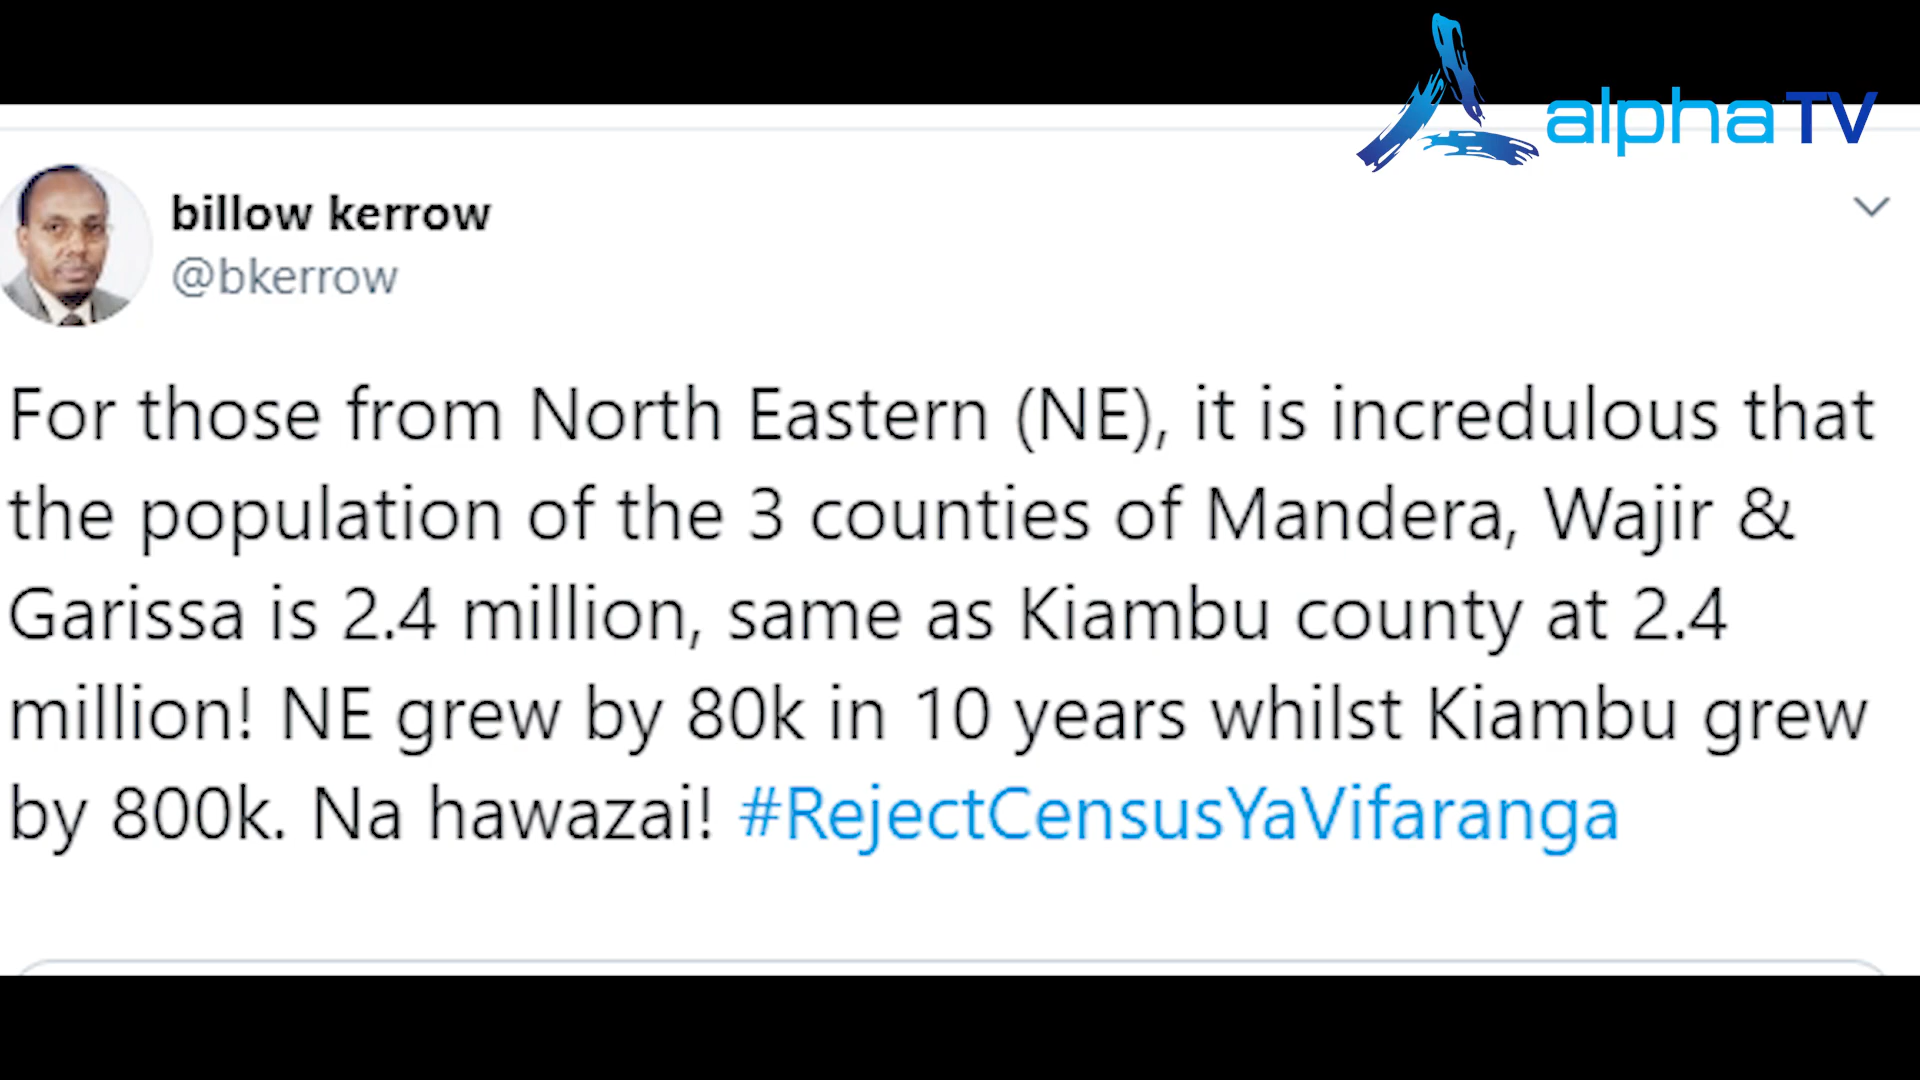 alphaTV
billow kerrow
@bkerrow
For those from North Eastern (NE), it is incredulous that
the population of the 3 counties of Mandera, Wajir &
Garissa is 2.4 million, same as Kiambu county at 2.4
million! NE grew by 80k in 10 years whilst Kiambu grew
by 800k. Na hawazai! #RejectCensusYaVifaranga